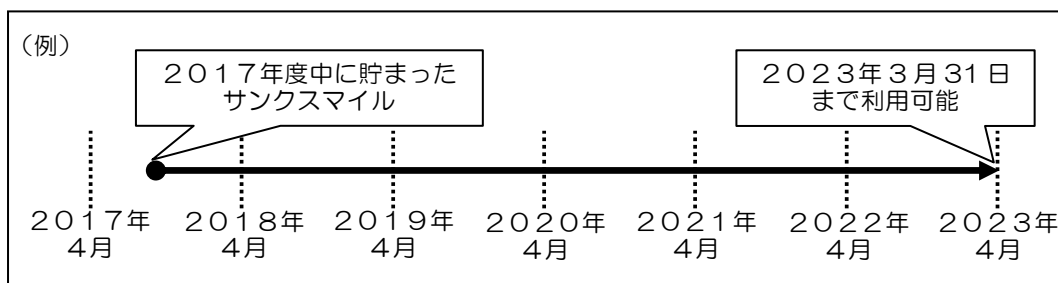 （例）
２０１７年度中に貯まった
サンクスマイル
２０２３年３月３１日
まで利用可能
２０１７年
４月
２０１８年
４月
２０１９年
４月
２０２０年
４月
２０２１年
４月
２０２２年
４月
２０２３年
４月